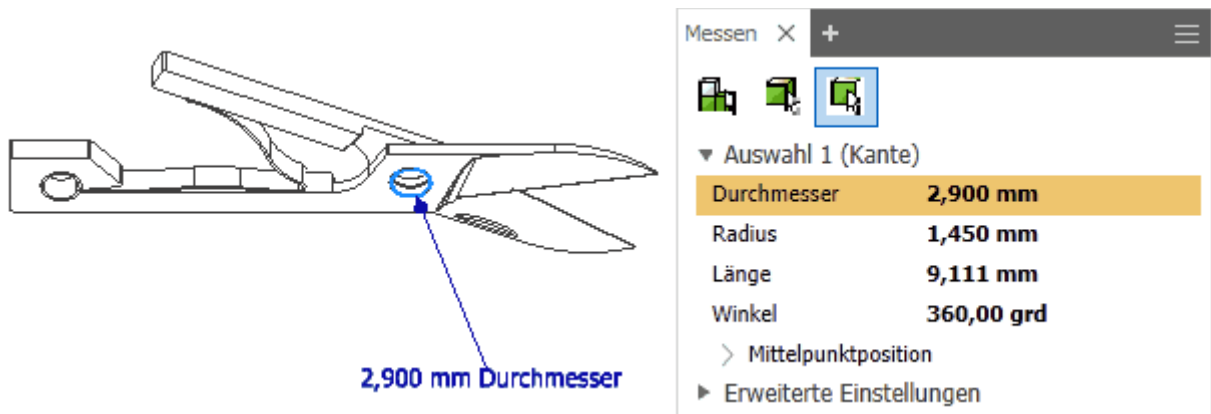 Messen
Auswahl 1 (Kante)
Durchmesser 2,900 mm
Radius 1,450 mm
Länge 9,111 mm
Winkel 360,00 grd
Mittelpunktposition
Erweiterte Einstellungen
2,900 mm Durchmesser